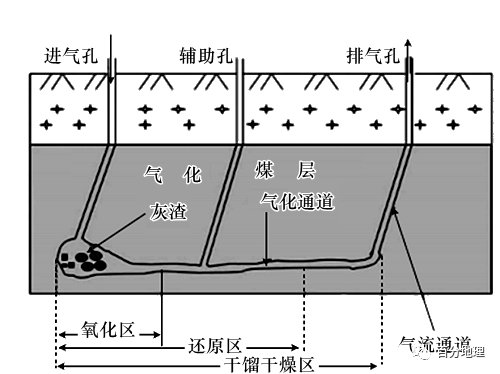 进气孔
辅助孔
排气孔
气化
煤层
灰渣
气化通道
氧化区
还原区
干馏干燥区
气流通道
百分地理